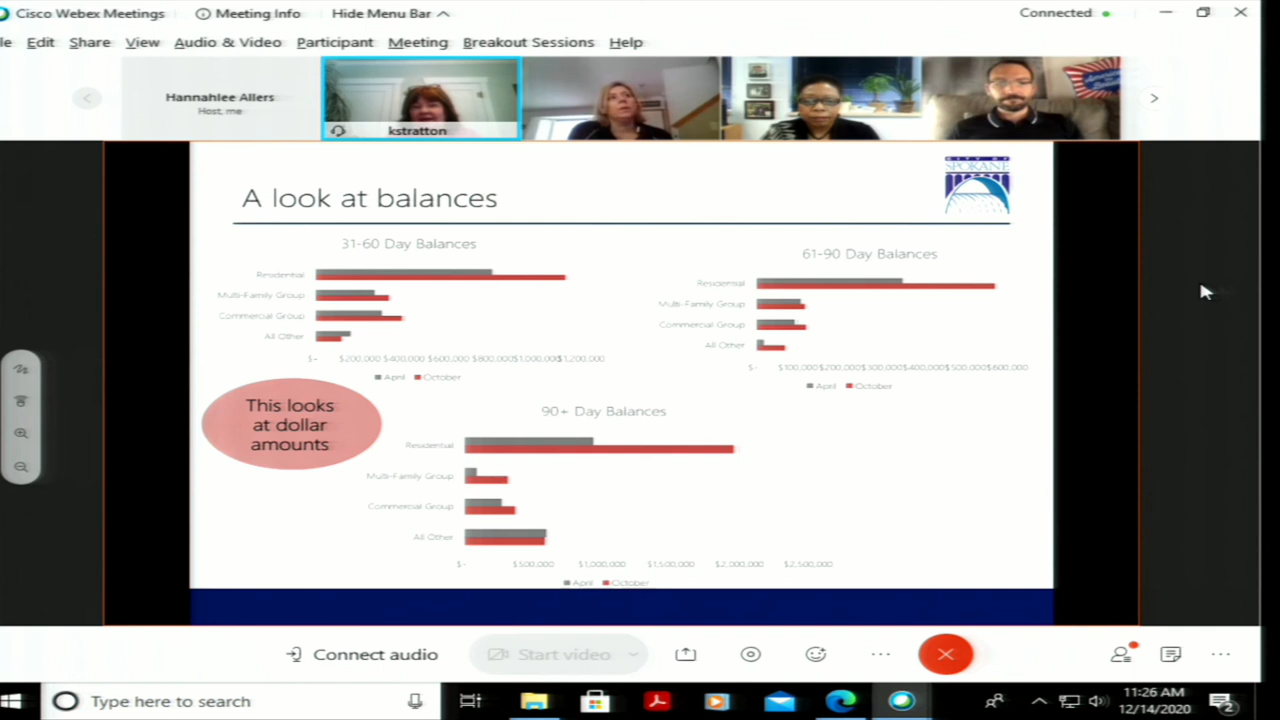 Cisco Webex Meetings
Meeting Info
Hide Menu Bar
Connected
le Edit Share View Audio & Video Participant Meeting Breakout Sessions Help
Hannahlee Allers
Host, me
kstratton
A look at balances
CITY OF
SPOKANE
31-60 Day Balances
Residential
Multi-Family Group
Commercial Group
All Other
$- $200,000 $400,000 $600,000 $800,000 $1,000,000 $1,200,000
April October
61-90 Day Balances
Residential
Multi-Family Group
Commercial Group
All Other
$- $100,000 $200,000 $300,000 $400,000 $500,000 $600,000
April October
This looks
at dollar
amounts
90+ Day Balances
Residential
Multi-Family Group
Commercial Group
All Other
$- $500,000 $1,000,000 $1,500,000 $2,000,000 $2,500,000
April October
Connect audio
Start video
Type here to search
11:26 AM
12/14/2020
2